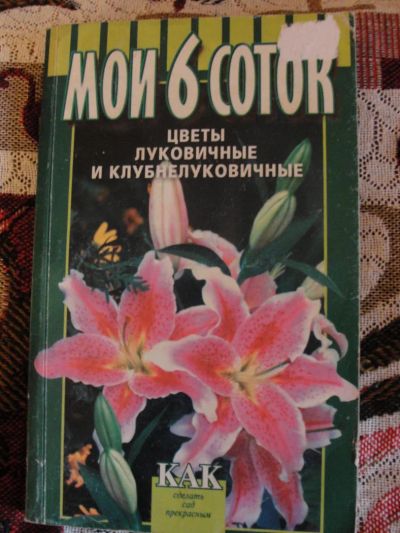 МОИ 6 СОТОК
ЦВЕТЫ
ЛУКОВИЧНЫЕ
И КЛУБНЕЛУКОВИЧНЫЕ
КАК
сделать
сад
прекрасным